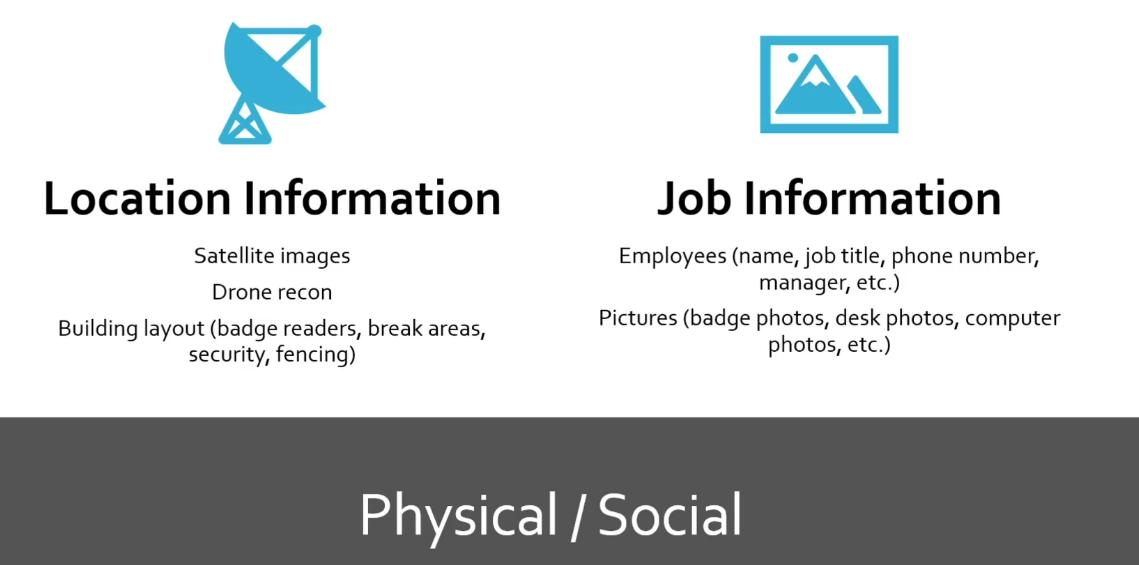 Location Information
Satellite images
Drone recon
Building layout (badge readers, break areas,
security, fencing)
Job Information
Employees (name, job title, phone number,
manager, etc.)
Pictures (badge photos, desk photos, computer
photos, etc.)
Physical / Social